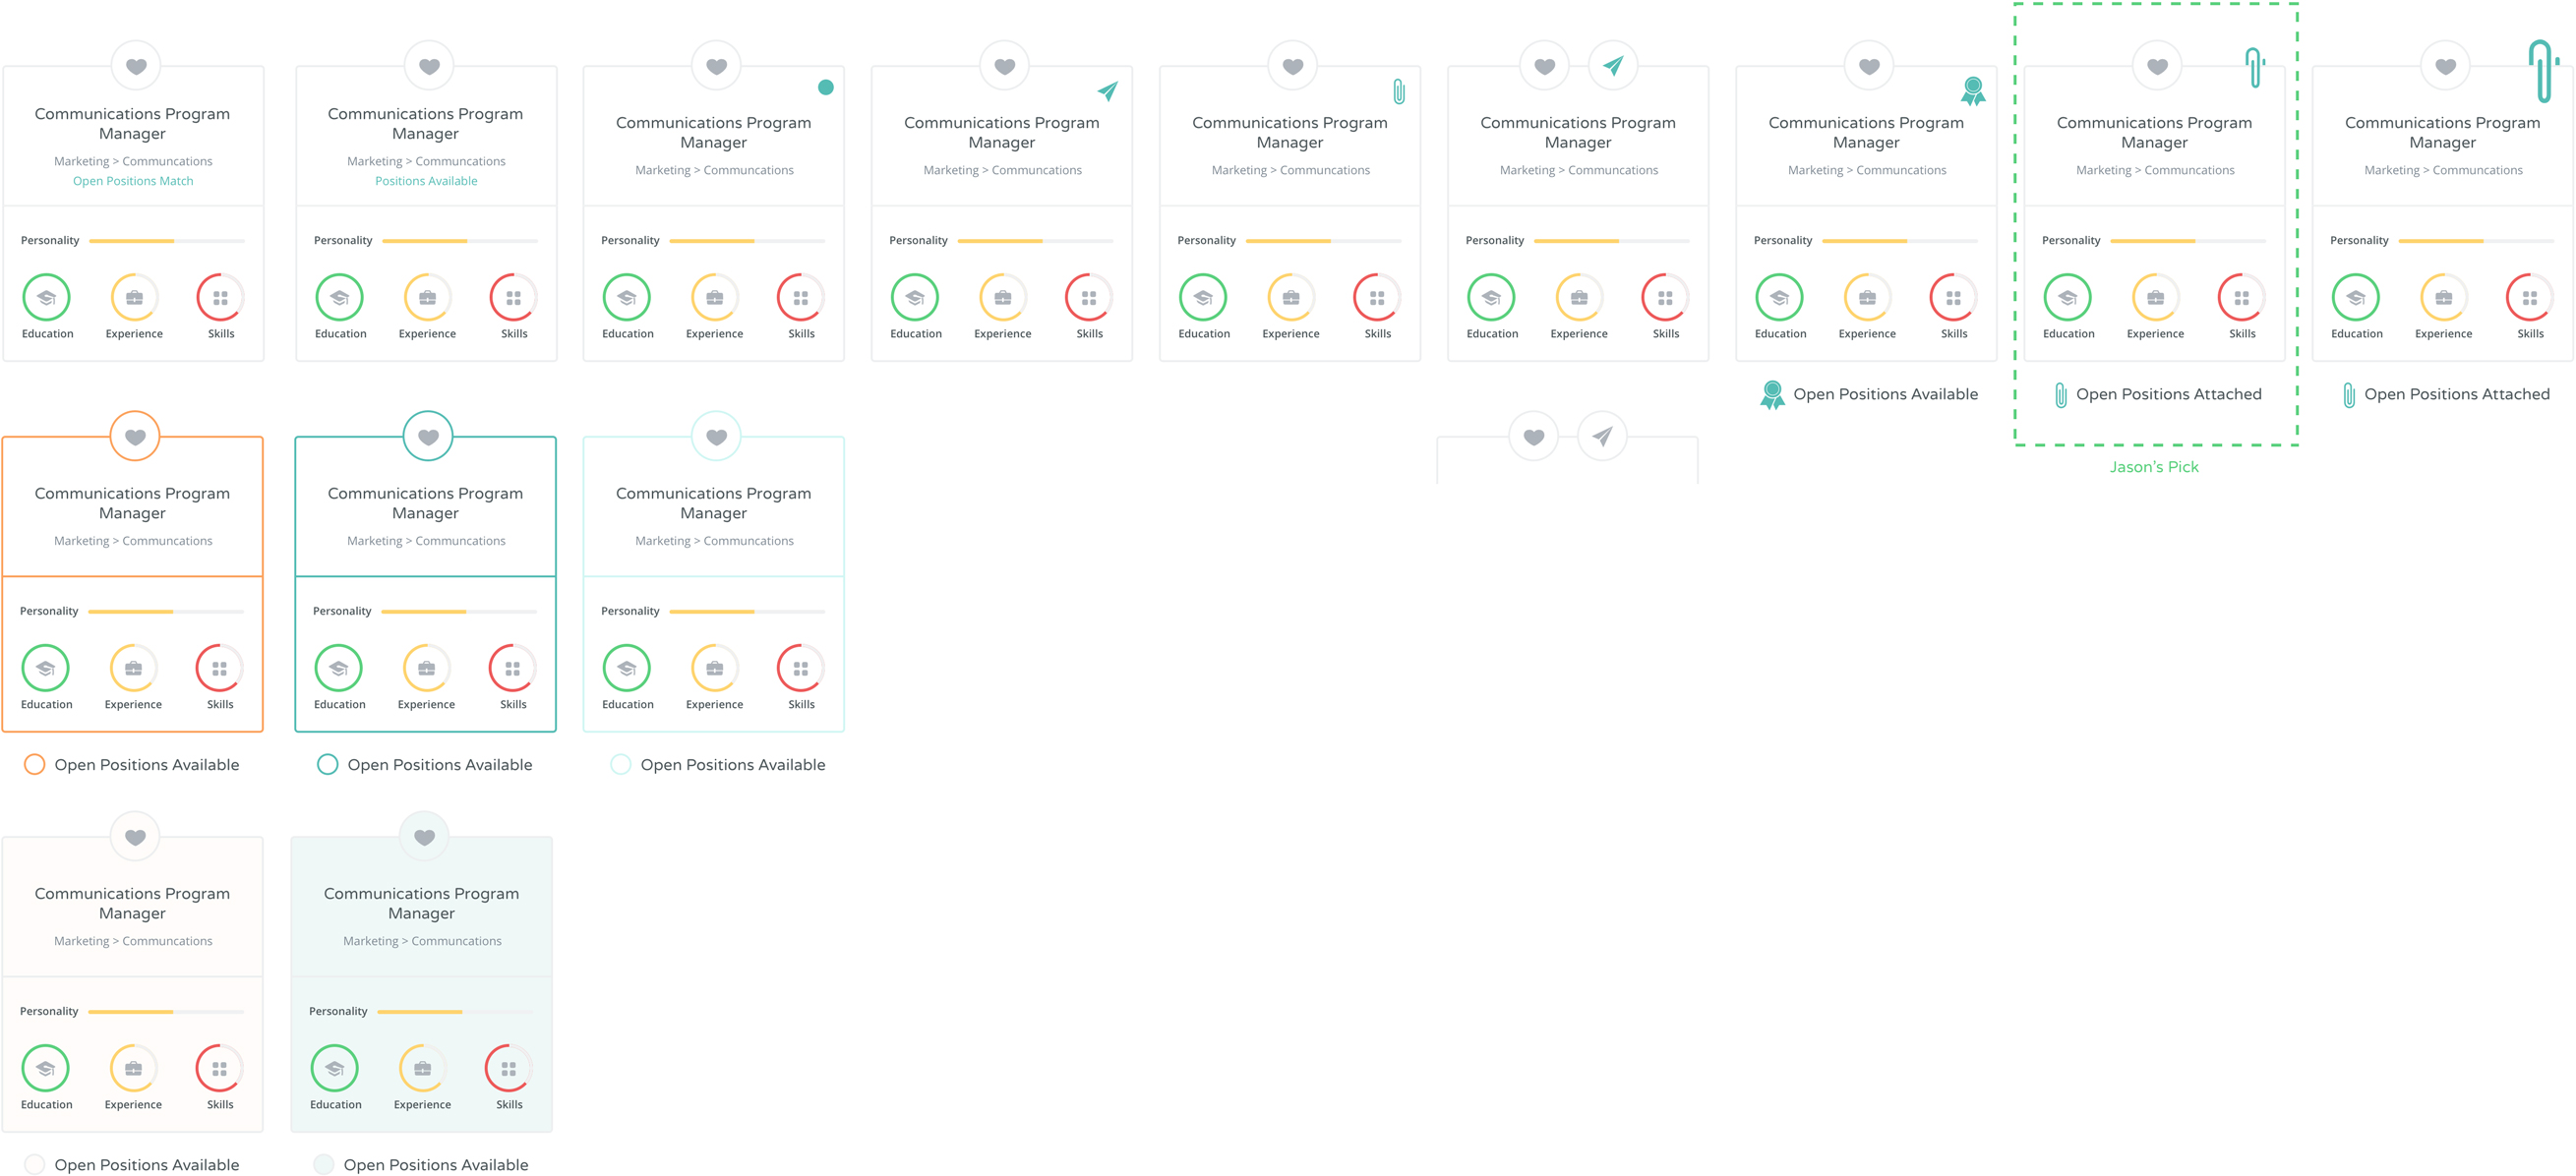 Communications Program
Manager
Marketing > Communcations
Open Positions Match
Personality
Education Experience Skills
Communications Program
Manager
Marketing > Communcations
Positions Available
Personality
Education Experience Skills
Communications Program
Manager
Marketing > Communcations
Personality
Education Experience Skills
Communications Program
Manager
Marketing > Communcations
Personality
Education Experience Skills
Communications Program
Manager
Marketing > Communcations
Personality
Education Experience Skills
Communications Program
Manager
Marketing > Communcations
Personality
Education Experience Skills
Communications Program
Manager
Marketing > Communcations
Personality
Education Experience Skills
Open Positions Available
Communications Program
Manager
Marketing > Communcations
Personality
Education Experience Skills
Open Positions Attached
Jason's Pick
Communications Program
Manager
Marketing > Communcations
Personality
Education Experience Skills
Open Positions Attached
Communications Program
Manager
Marketing > Communcations
Personality
Education Experience Skills
Open Positions Available
Communications Program
Manager
Marketing > Communcations
Personality
Education Experience Skills
Open Positions Available
Communications Program
Manager
Marketing > Communcations
Personality
Education Experience Skills
Open Positions Available
Communications Program
Manager
Marketing > Communcations
Personality
Education Experience Skills
Open Positions Available
Communications Program
Manager
Marketing > Communcations
Personality
Education Experience Skills
Open Positions Available